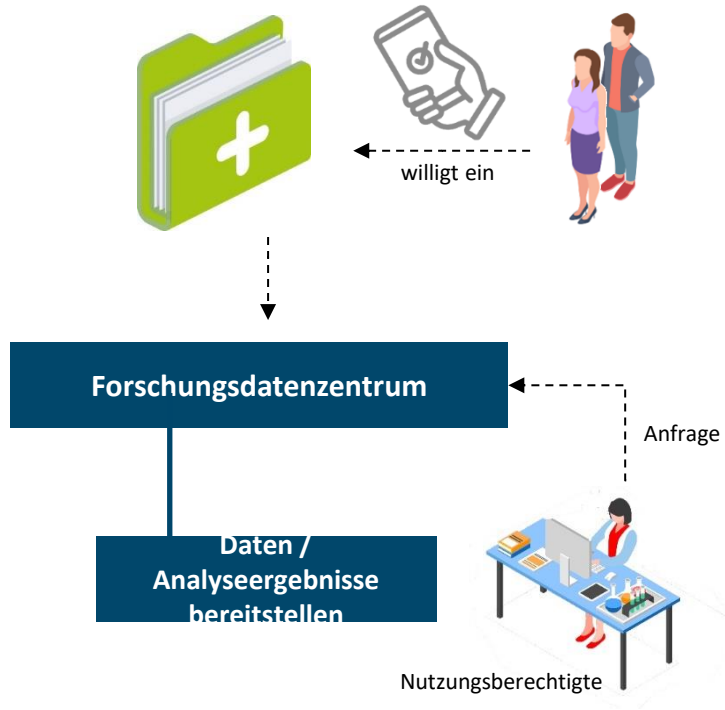 willigt ein
Forschungsdatenzentrum
Anfrage
Daten /
Analyseergebnisse
bereitstellen
Nutzungsberechtigte